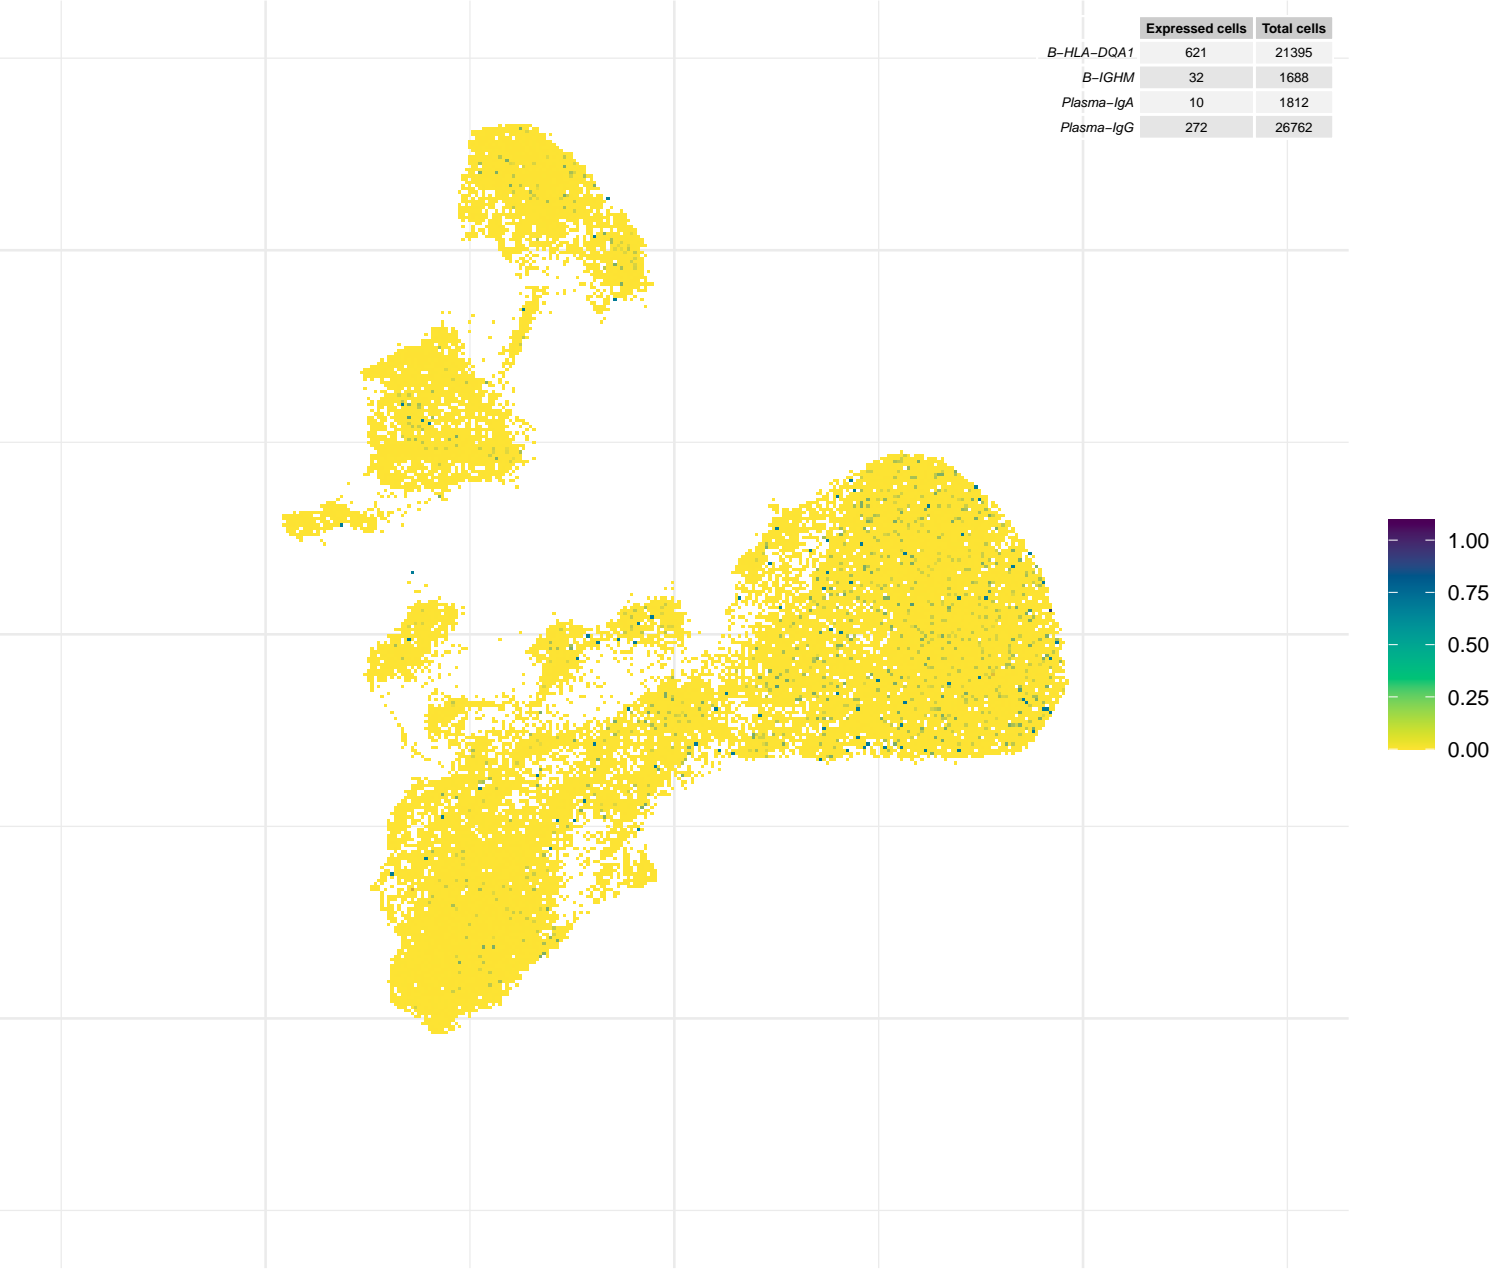 Expressed cells Total cells
B−HLA−DQA1 621 21395
B−IGHM 32 1688
Plasma−IgA 10 1812
Plasma−IgG 272 26762
1.00
0.75
0.50
0.25
0.00